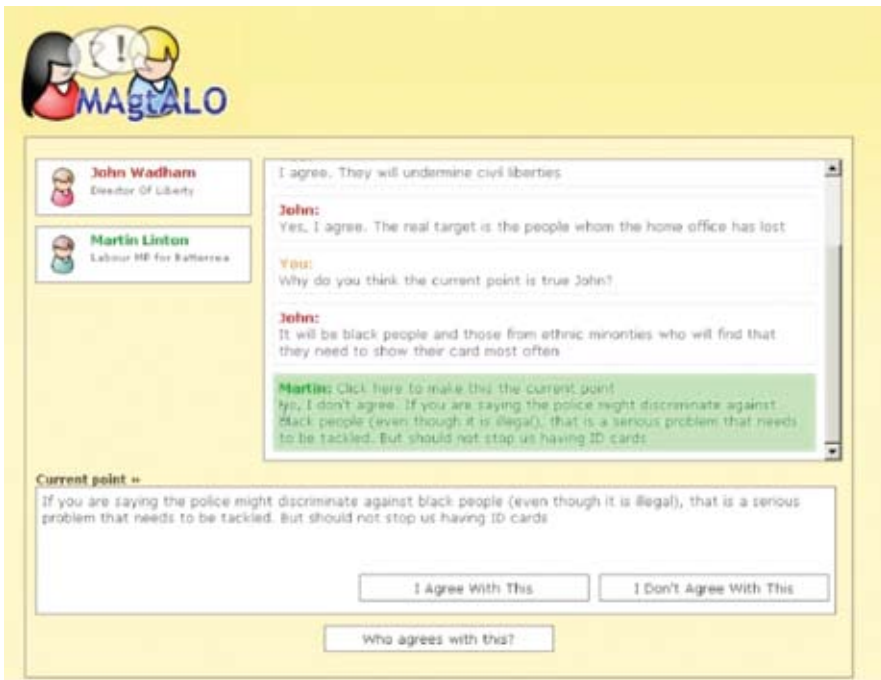 ?!
MAgtALO
John Wadham
Director Of Liberty
Martin Linton
Labour MP for Battersea
I agree. They will undermine civil liberties
John:
Yes, I agree. The real target is the people whom the home office has lost
You:
Why do you think the current point is true John?
John:
It will be black people and those from ethnic minorities who will find that
they need to show their card most often
Martin: Click here to make this the current point
No, I don't agree. If you are saying the police might discriminate against
black people (even though it is illegal), that is a serious problem that needs
to be tackled. But should not stop us having ID cards
Current point »
If you are saying the police might discriminate against black people (even though it is illegal), that is a serious
problem that needs to be tackled. But should not stop us having ID cards
I Agree With This
I Don't Agree With This
Who agrees with this?